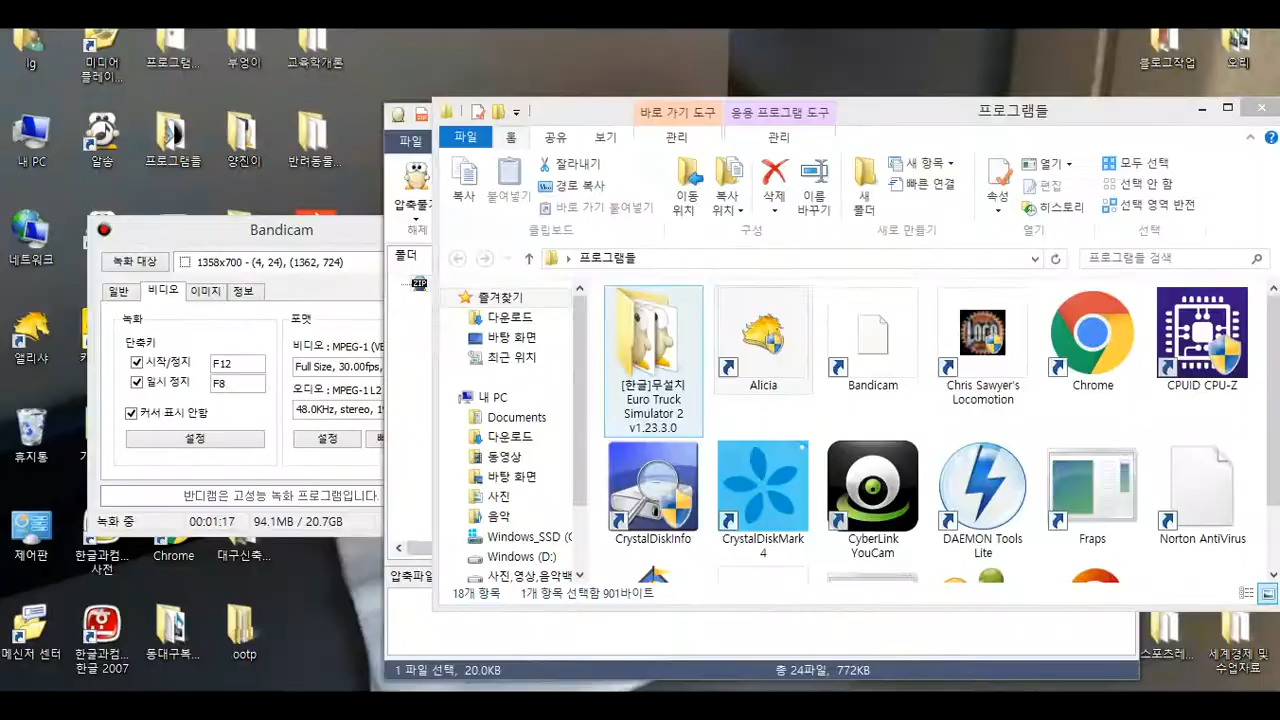 lg
미디어
플레이...
프로그램...
부엉이
교육학개론
블로그작업
오리
내 PC
알송
프로그램들
양진이
반려동물...
네트워크
앨리샤
휴지통
제어판
한글과컴...
사전
Chrome
대구신축...
메신저 센터
한글과컴...
한글 2007
동대구복...
ootp
스포츠레...
세계경제 및
수업자료
Bandicam
녹화 대상
1358x700 - (4, 24), (1362, 724)
일반
비디오
이미지
정보
녹화
단축키
시작/정지
F12
일시 정지
F8
커서 표시 안함
설정
포맷
비디오 : MPEG-1 (VE
Full Size, 30.00fps,
오디오 : MPEG-1 L2
48.0KHz, stereo, 19
설정
반디캠은 고성능 녹화 프로그램입니다.
녹화 중
00:01:17
94.1MB / 20.7GB
파일
압축풀기
해제
폴더
ZIP
압축파일
1 파일 선택, 20.0KB
총 24파일, 772KB
바로 가기 도구
응용 프로그램 도구
프로그램들
파일
홈
공유
보기
관리
관리
복사
붙여넣기
잘라내기
경로 복사
바로 가기 붙여넣기
클립보드
이동
위치
복사
위치
삭제
이름
바꾸기
구성
새
폴더
새 항목
빠른 연결
새로 만들기
속성
열기
편집
히스토리
열기
모두 선택
선택 안 함
선택 영역 반전
선택
프로그램들
프로그램들 검색
즐겨찾기
다운로드
바탕 화면
최근 위치
내 PC
Documents
다운로드
동영상
바탕 화면
사진
음악
Windows_SSD (C
Windows (D:)
사진,영상,음악백
[한글]무설치
Euro Truck
Simulator 2
v1.23.3.0
Alicia
Bandicam
Chris Sawyer's
Locomotion
Chrome
CPUID CPU-Z
CrystalDiskInfo
CrystalDiskMark
4
CyberLink
YouCam
DAEMON Tools
Lite
Fraps
Norton AntiVirus
18개 항목
1개 항목 선택함 901바이트